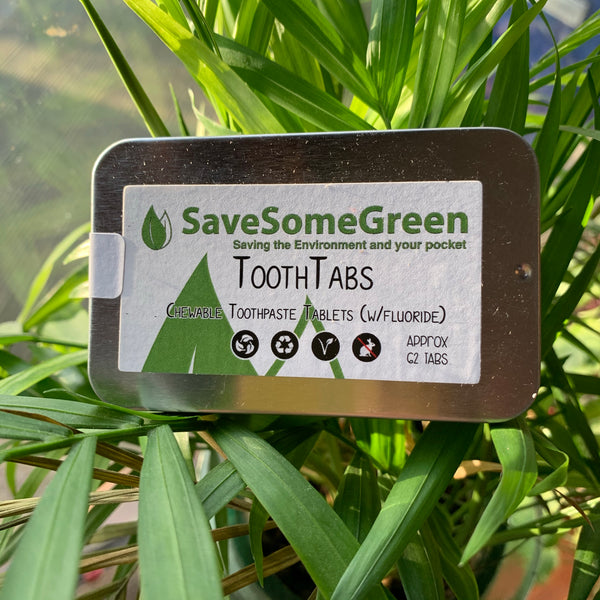 SaveSomeGreen
Saving the Environment and your pocket
ToothTabs
Chewable Toothpaste Tablets (w/fluoride)
Approx
62 tabs